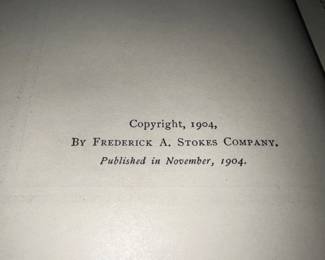 Copyright, 1904,
By Frederick A. Stokes Company.
Published in November, 1904.